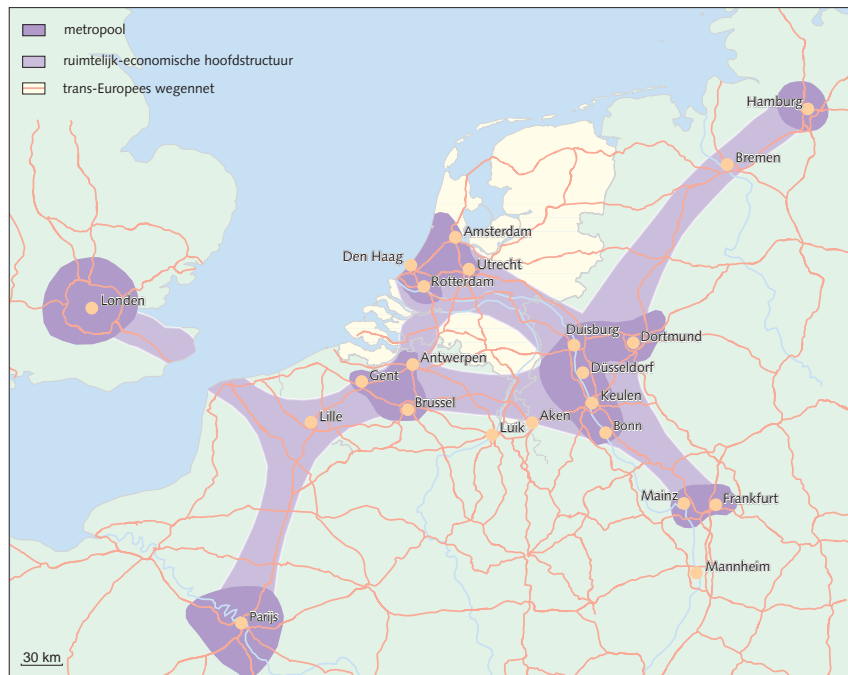 metropool
ruimtelijk-economische hoofdstructuur
trans-Europees wegennet
Hamburg
Bremen
Amsterdam
Den Haag
Utrecht
Rotterdam
Londen
Duisburg
Dortmund
Antwerpen
Düsseldorf
Gent
Keulen
Brussel
Lille
Aken
Luik
Bonn
Mainz
Frankfurt
Mannheim
Parijs
30 km